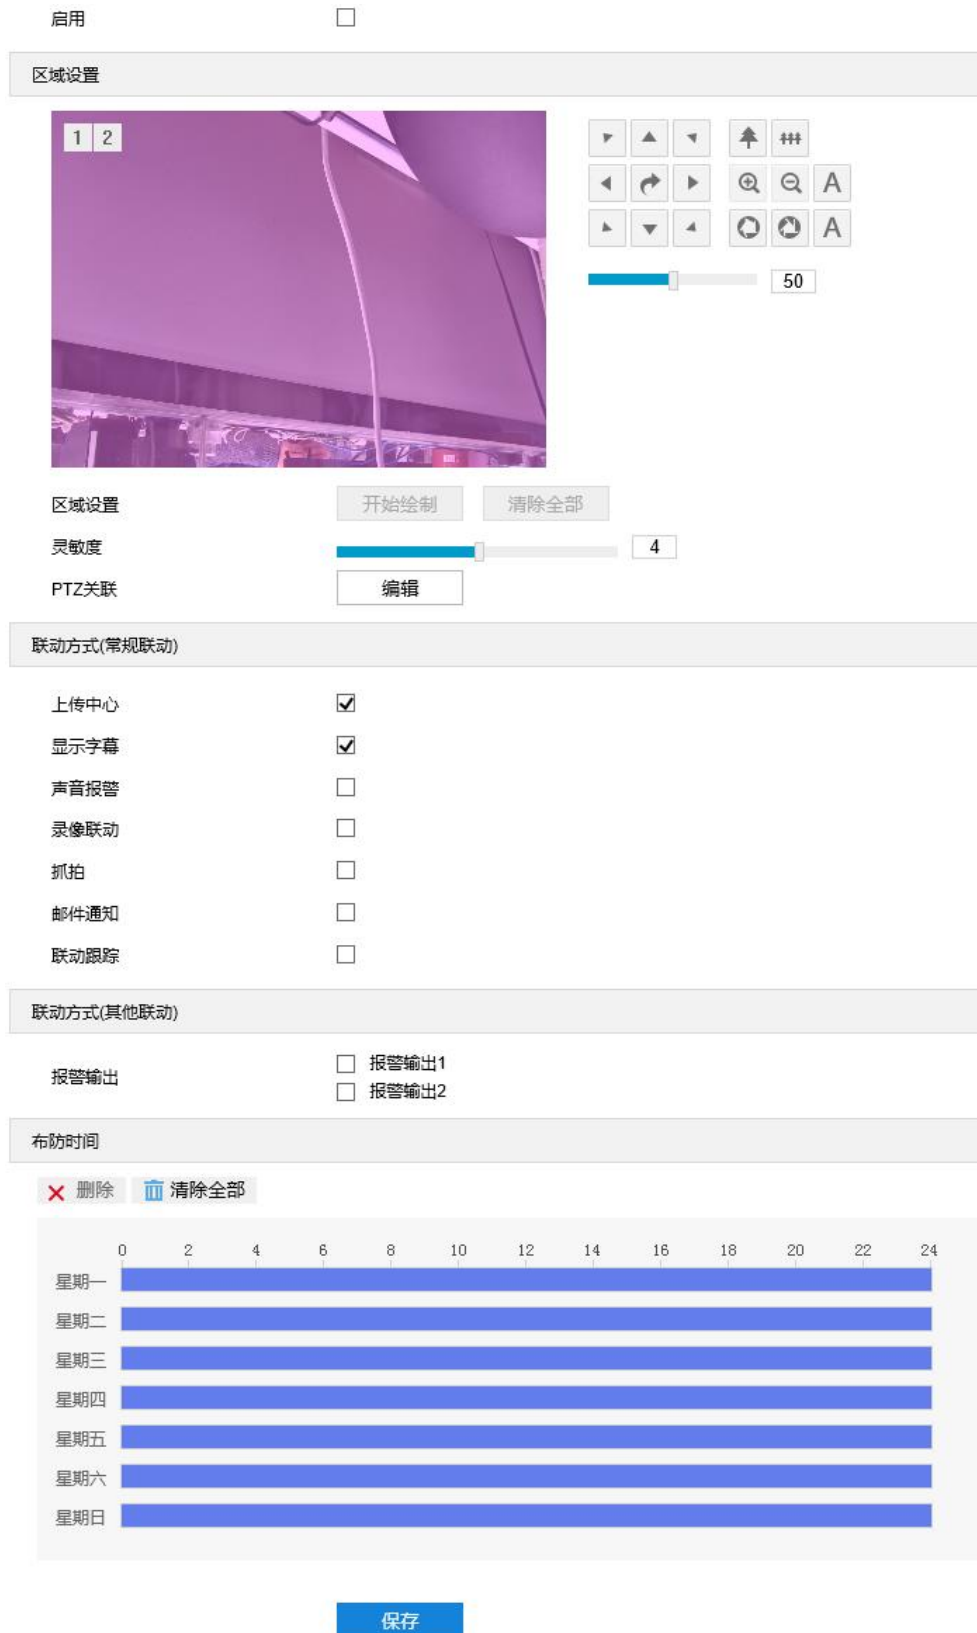 启用
区域设置
1 2
A
A
50
区域设置 开始绘制 清除全部
灵敏度 4
PTZ关联 编辑
联动方式(常规联动)
上传中心
显示字幕
声音报警
录像联动
抓拍
邮件通知
联动跟踪
联动方式(其他联动)
报警输出 报警输出1
报警输出2
布防时间
删除 清除全部
0 2 4 6 8 10 12 14 16 18 20 22 24
星期一
星期二
星期三
星期四
星期五
星期六
星期日
保存